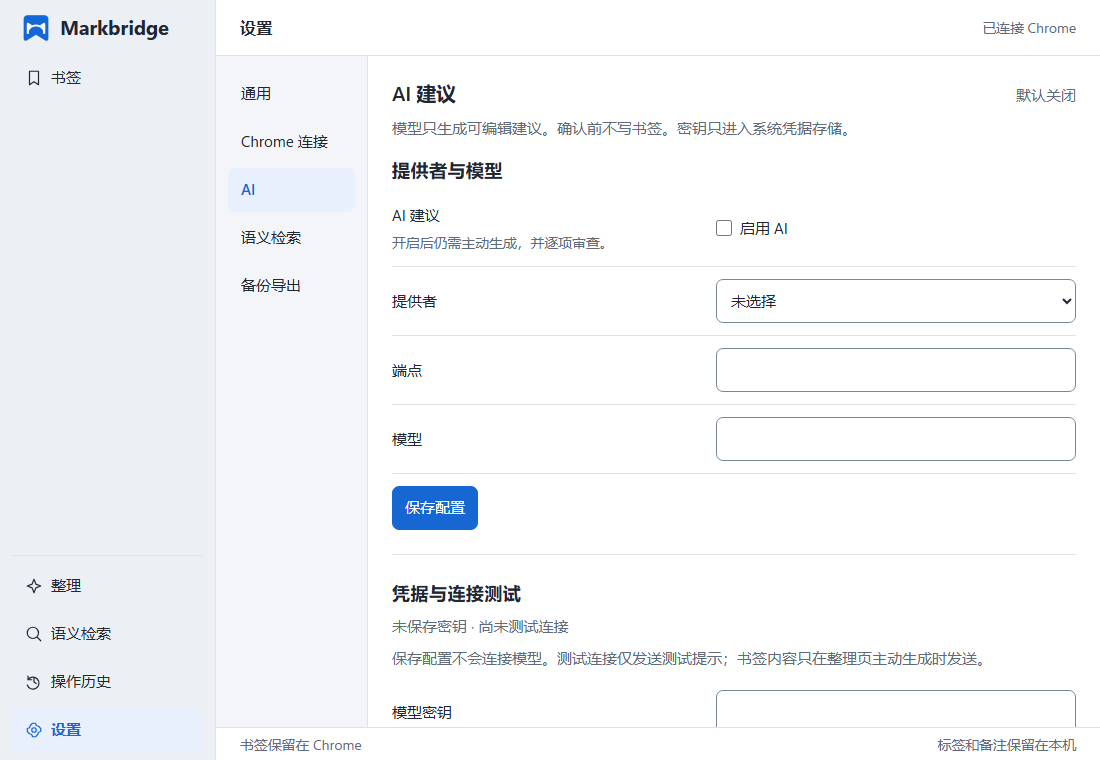 Markbridge
书签
整理
语义检索
操作历史
设置
设置
已连接 Chrome
通用
Chrome 连接
AI
语义检索
备份导出
AI 建议
默认关闭
模型只生成可编辑建议。确认前不写书签。密钥只进入系统凭据存储。
提供者与模型
AI 建议
开启后仍需主动生成，并逐项审查。
启用 AI
提供者
未选择
端点
模型
保存配置
凭据与连接测试
未保存密钥 · 尚未测试连接
保存配置不会连接模型。测试连接仅发送测试提示；书签内容只在整理页主动生成时发送。
模型密钥
书签保留在 Chrome
标签和备注保留在本机